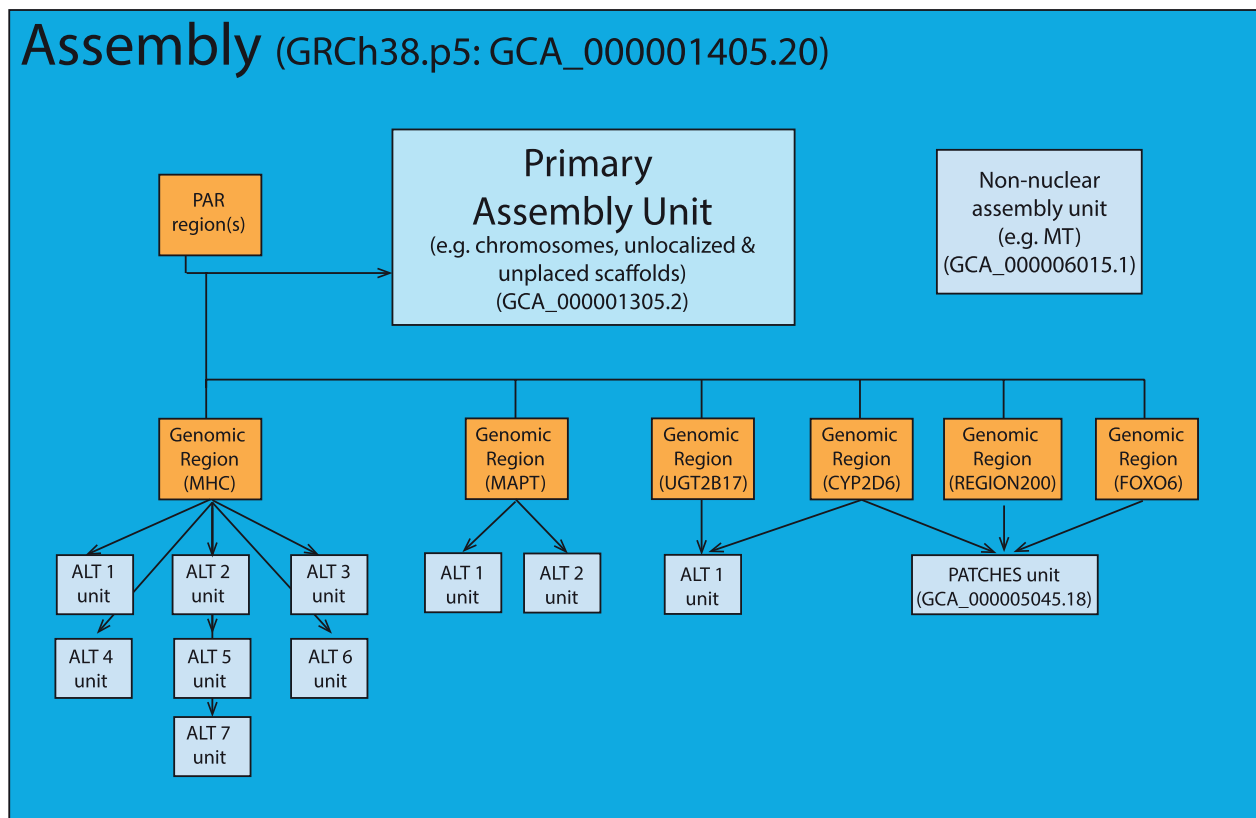 Assembly (GRCh38.p5: GCA_000001405.20)
PAR
region(s)
Primary
Assembly Unit
(e.g. chromosomes, unlocalized &
unplaced scaffolds)
(GCA_000001305.2)
Non-nuclear
assembly unit
(e.g. MT)
(GCA_000006015.1)
Genomic
Region
(MHC)
Genomic
Region
(MAPT)
Genomic
Region
(UGT2B17)
Genomic
Region
(CYP2D6)
Genomic
Region
(REGION200)
Genomic
Region
(FOXO6)
ALT 1
unit
ALT 2
unit
ALT 3
unit
ALT 1
unit
ALT 2
unit
ALT 1
unit
PATCHES unit
(GCA_000005045.18)
ALT 4
unit
ALT 5
unit
ALT 6
unit
ALT 7
unit